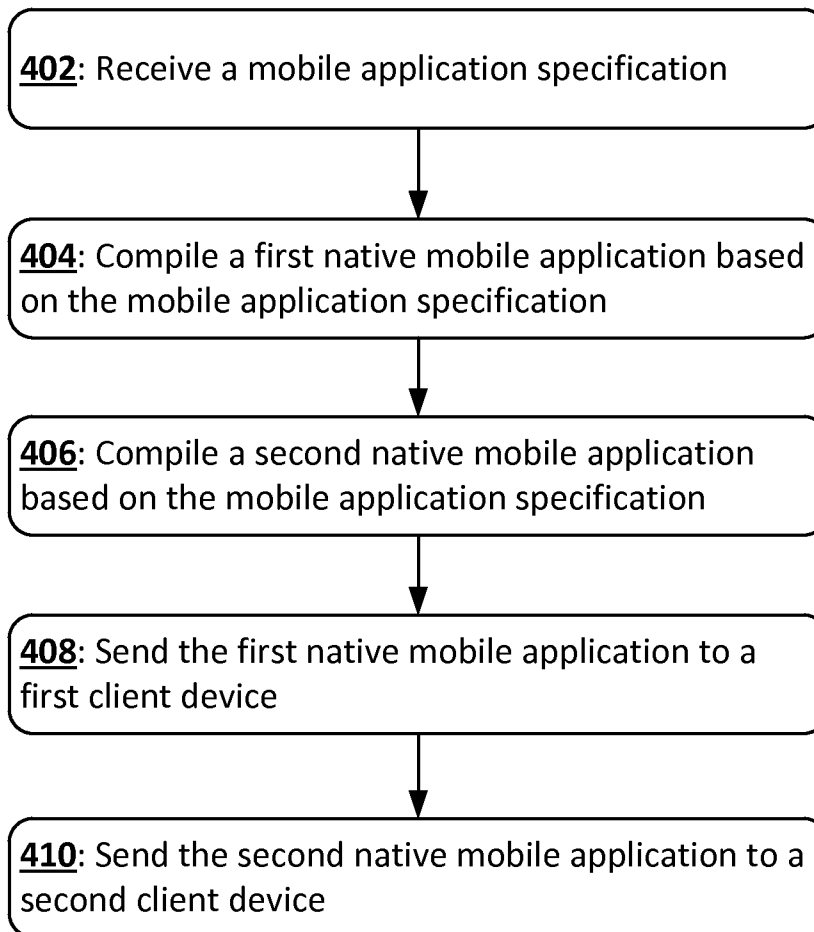 402: Receive a mobile application specification
404: Compile a first native mobile application based
on the mobile application specification
406: Compile a second native mobile application
based on the mobile application specification
408: Send the first native mobile application to a
first client device
410: Send the second native mobile application to a
second client device